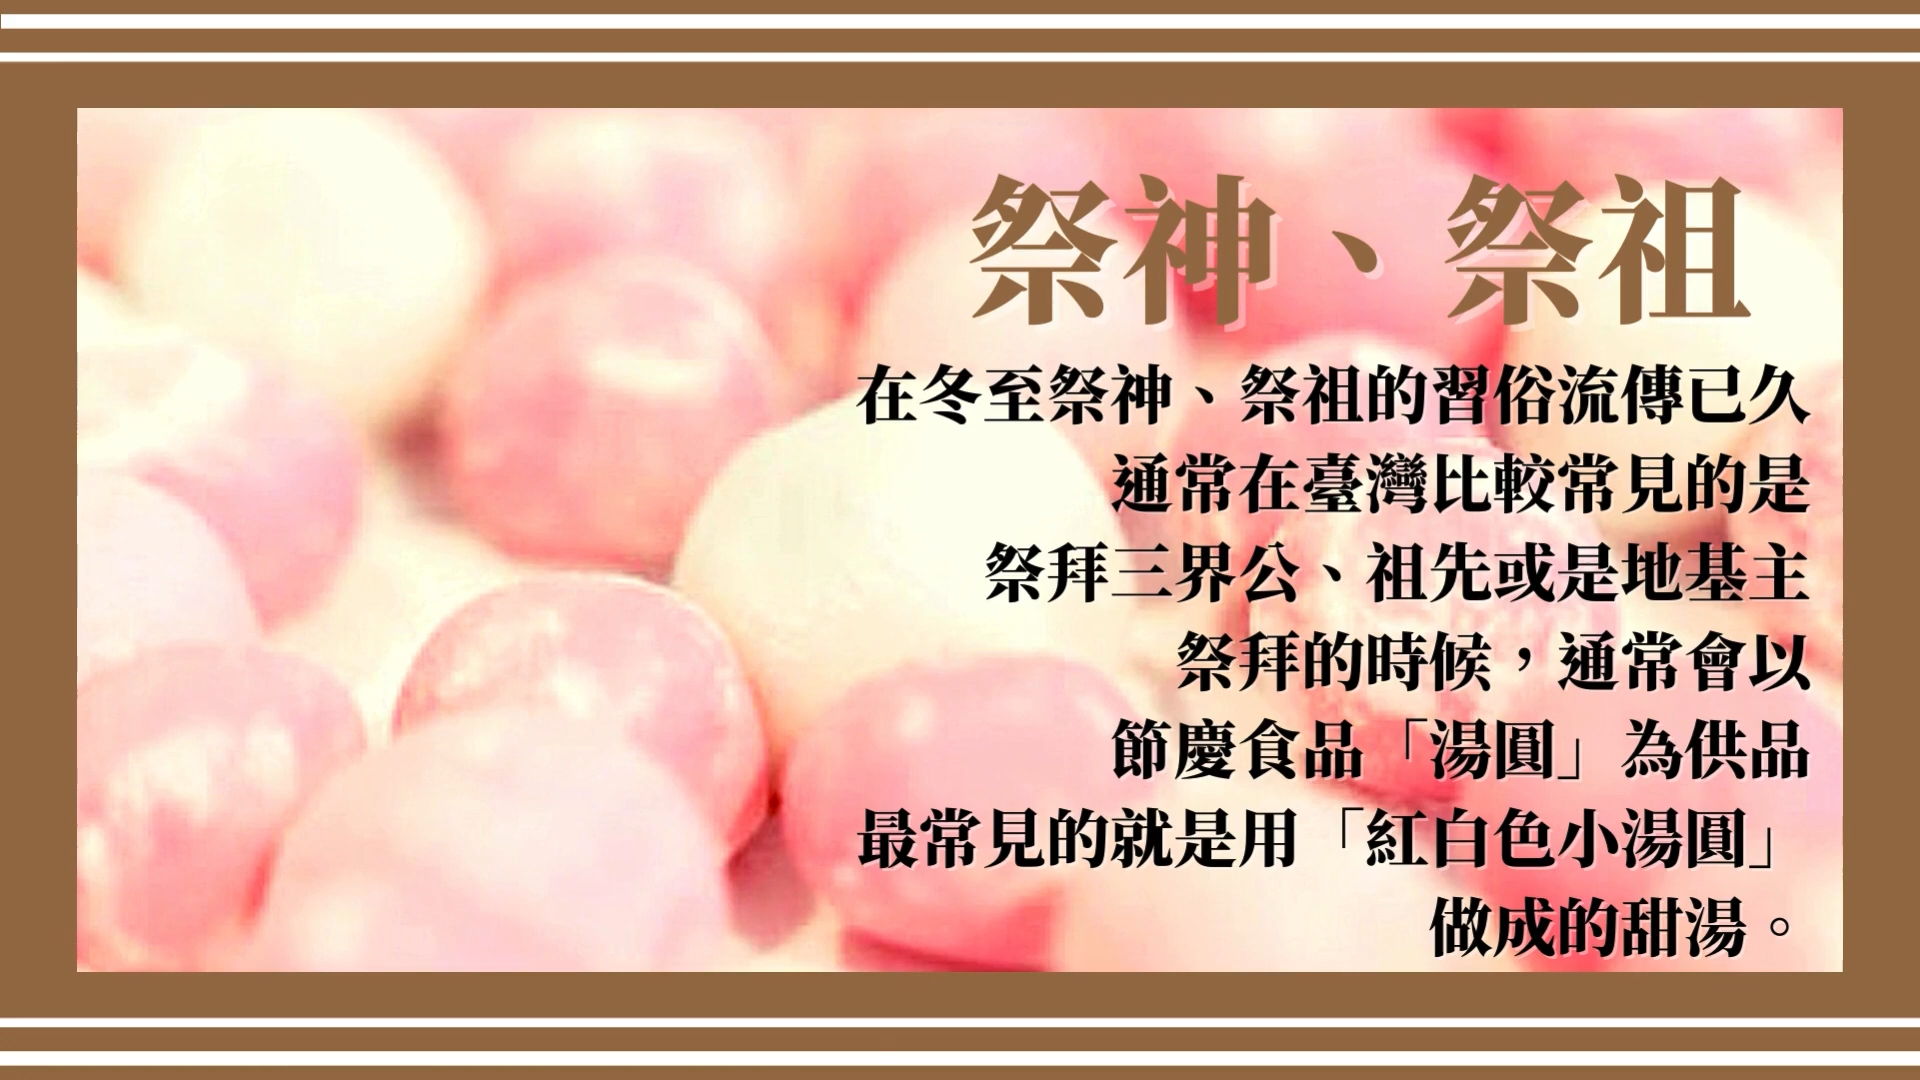 祭神、祭祖
在冬至祭神、祭祖的習俗流傳已久
通常在臺灣比較常見的是
祭拜三界公、祖先或是地基主
祭拜的時候，通常會以
節慶食品「湯圓」為供品
最常見的就是用「紅白色小湯圓」
做成的甜湯。